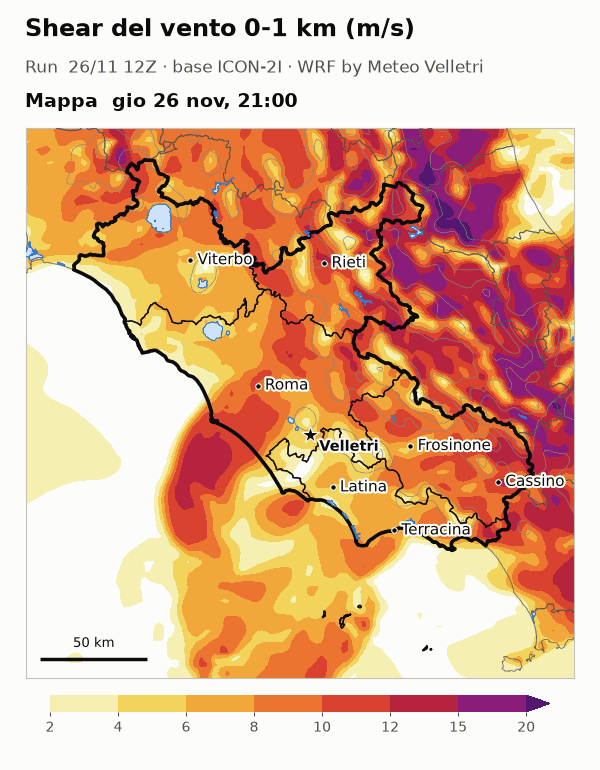 Shear del vento 0-1 km (m/s)
Run  26/11 12Z · base ICON-2I · WRF by Meteo Velletri
Mappa  gio 26 nov, 21:00
Viterbo
Rieti
Roma
Velletri
Frosinone
Latina
Cassino
Terracina
50 km
2 4 6 8 10 12 15 20